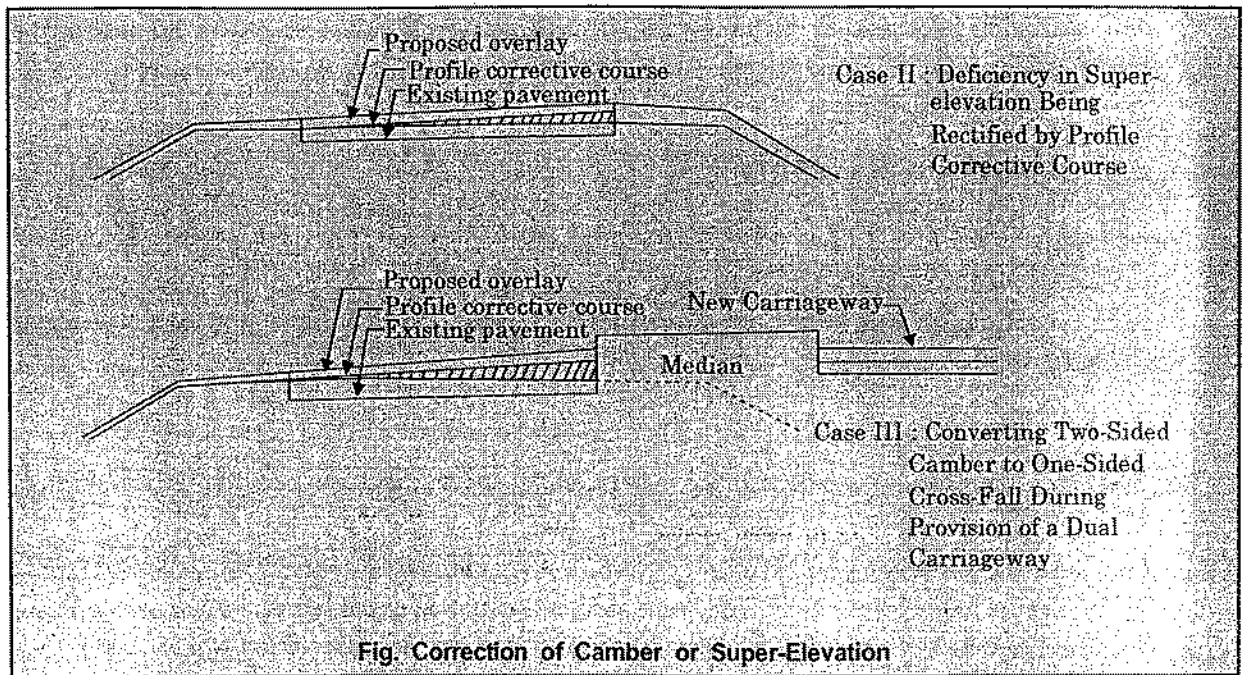 Proposed overlay
Profile corrective course
Existing pavement
Case II : Deficiency in Super-
elevation Being
Rectified by Profile
Corrective Course
Proposed overlay
Profile corrective course
Existing pavement
New Carriageway
Median
Case III : Converting Two-Sided
Camber to One-Sided
Cross-Fall During
Provision of a Dual
Carriageway
Fig. Correction of Camber or Super-Elevation